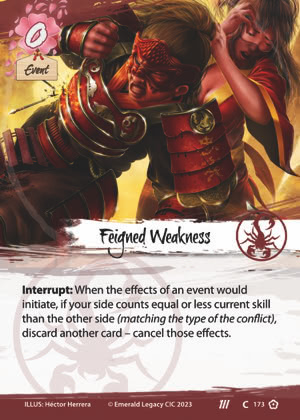 0
Event
Feigned Weakness
Interrupt: When the effects of an event would
initiate, if your side counts equal or less current skill
than the other side (matching the type of the conflict),
discard another card – cancel those effects.
ILLUS: Héctor Herrera © Emerald Legacy CIC 2023 C 173